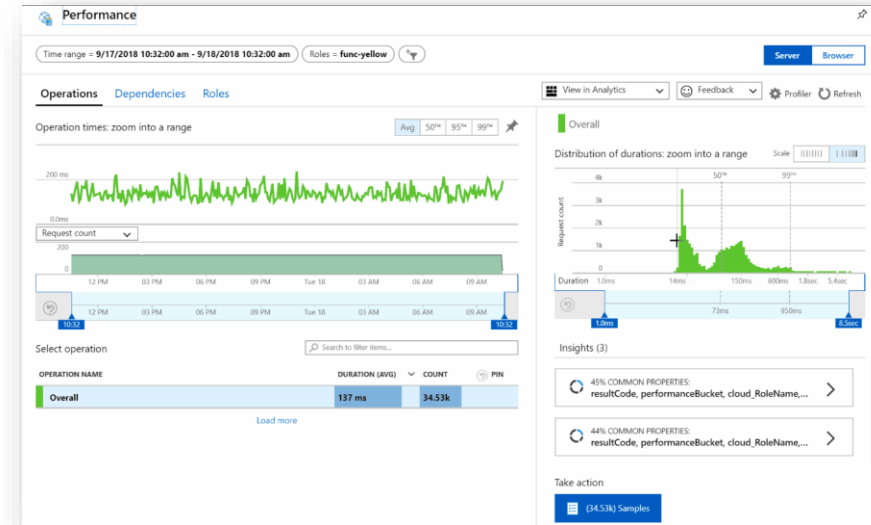 Performance
Time range = 9/17/2018 10:32:00 am - 9/18/2018 10:32:00 am
Roles = func-yellow
Server
Browser
Operations
Dependencies
Roles
View in Analytics
Feedback
Profiler
Refresh
Operation times: zoom into a range
Avg
50TH
95TH
99TH
200 ms
0.0ms
Request count
200
0
12 PM 03 PM 06 PM 09 PM Tue 18 03 AM 06 AM 09 AM
12 PM 03 PM 06 PM 09 PM Tue 18 03 AM 06 AM 09 AM
10:32
10:32
Select operation
Search to filter items...
OPERATION NAME
DURATION (AVG)
COUNT
PIN
Overall
137 ms
34.53k
Load more
Overall
Distribution of durations: zoom into a range
Scale
50TH
99TH
Request count
4k
3k
2k
1k
0
Duration 1.0ms 14ms 150ms 600ms 1.8sec 5.4sec
73ms
950ms
1.0ms
8.5sec
Insights (3)
45% COMMON PROPERTIES:
resultCode, performanceBucket, cloud_RoleName,...
44% COMMON PROPERTIES:
resultCode, performanceBucket, cloud_RoleName,...
Take action
(34.53k) Samples